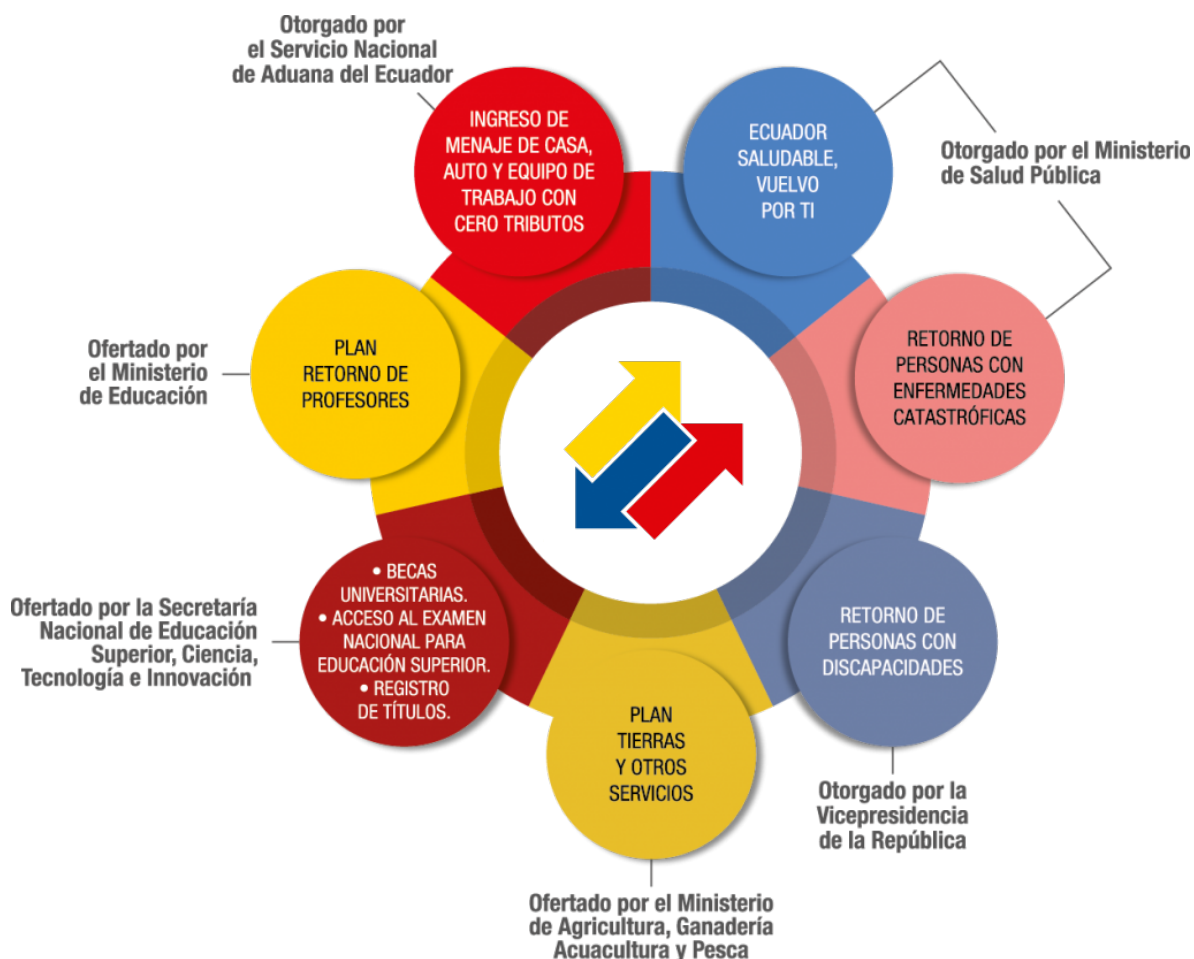 Otorgado por
el Servicio Nacional
de Aduana del Ecuador
INGRESO DE
MENAJE DE CASA,
AUTO Y EQUIPO DE
TRABAJO CON
CERO TRIBUTOS
ECUADOR
SALUDABLE,
VUELVO
POR TI
Otorgado por el Ministerio
de Salud Pública
RETORNO DE
PERSONAS CON
ENFERMEDADES
CATASTRÓFICAS
Ofertado por
el Ministerio
de Educación
PLAN
RETORNO DE
PROFESORES
Ofertado por la Secretaría
Nacional de Educación
Superior, Ciencia,
Tecnología e Innovación
• BECAS
UNIVERSITARIAS.
• ACCESO AL EXAMEN
NACIONAL PARA
EDUCACIÓN SUPERIOR.
• REGISTRO
DE TÍTULOS.
RETORNO DE
PERSONAS CON
DISCAPACIDADES
Otorgado por la
Vicepresidencia
de la República
PLAN
TIERRAS
Y OTROS
SERVICIOS
Ofertado por el Ministerio
de Agricultura, Ganadería
Acuacultura y Pesca